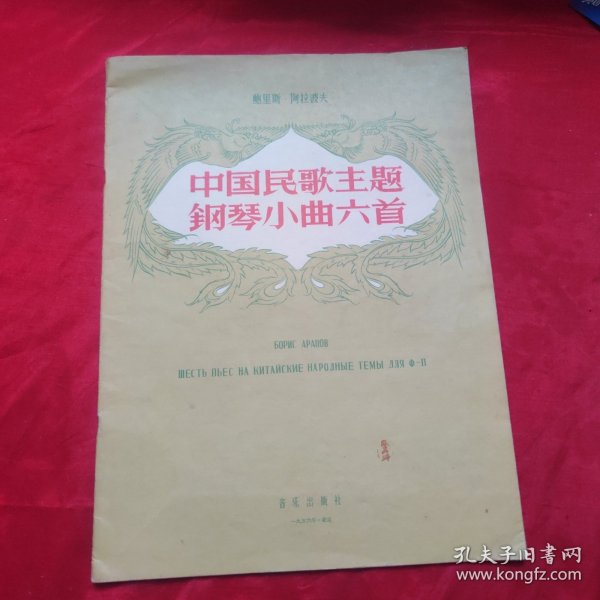 鲍里斯·阿拉波夫
中国民歌主题
鋼琴小曲六首
БОРИС АРАПОВ
ШЕСТЬ ПЬЕС НА КИТАЙСКИЕ НАРОДНЫЕ ТЕМЫ ДЛЯ Ф-П
音乐出版社
孔夫子旧书网
www.kongfz.com